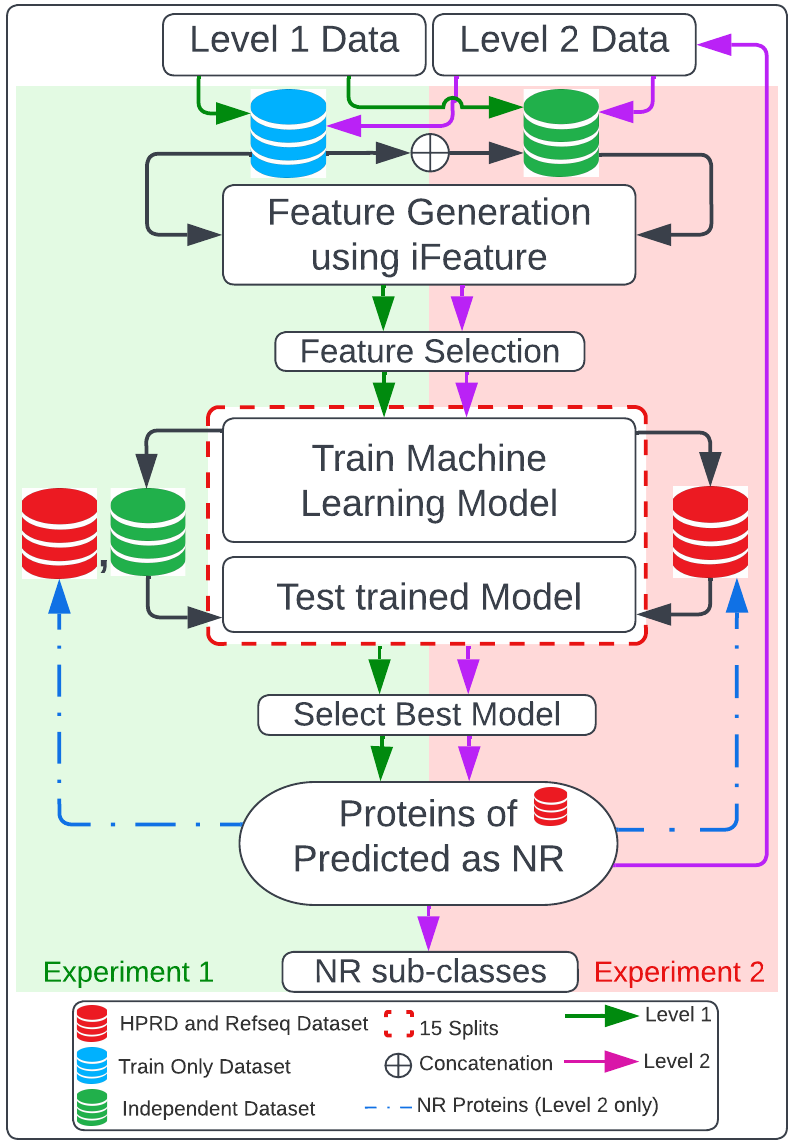 Level 1 Data
Level 2 Data
Feature Generation
using iFeature
Feature Selection
Train Machine
Learning Model
,
Test trained Model
Select Best Model
Proteins of
Predicted as NR
NR sub-classes
Experiment 1
Experiment 2
HPRD and Refseq Dataset
15 Splits
Level 1
Train Only Dataset
Concatenation
Level 2
Independent Dataset
NR Proteins (Level 2 only)